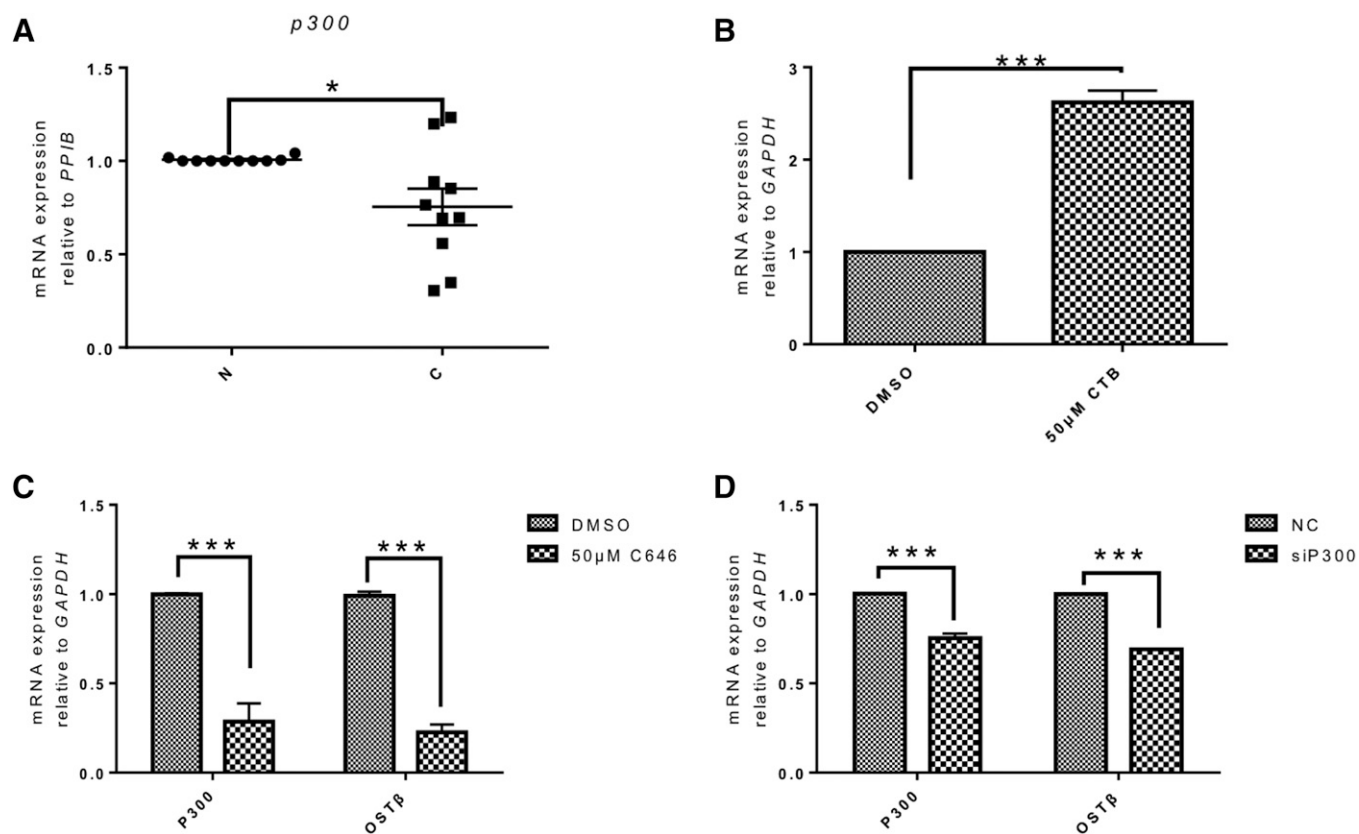 A
p300
mRNA expression
relative to PPIB
1.5
1.0
0.5
0.0
*
N
C
B
mRNA expression
relative to GAPDH
3
2
1
0
***
DMSO
50µM CTB
C
mRNA expression
relative to GAPDH
1.5
1.0
0.5
0.0
***
***
P300
OSTβ
DMSO
50µM C646
D
mRNA expression
relative to GAPDH
1.5
1.0
0.5
0.0
***
***
P300
OSTβ
NC
siP300